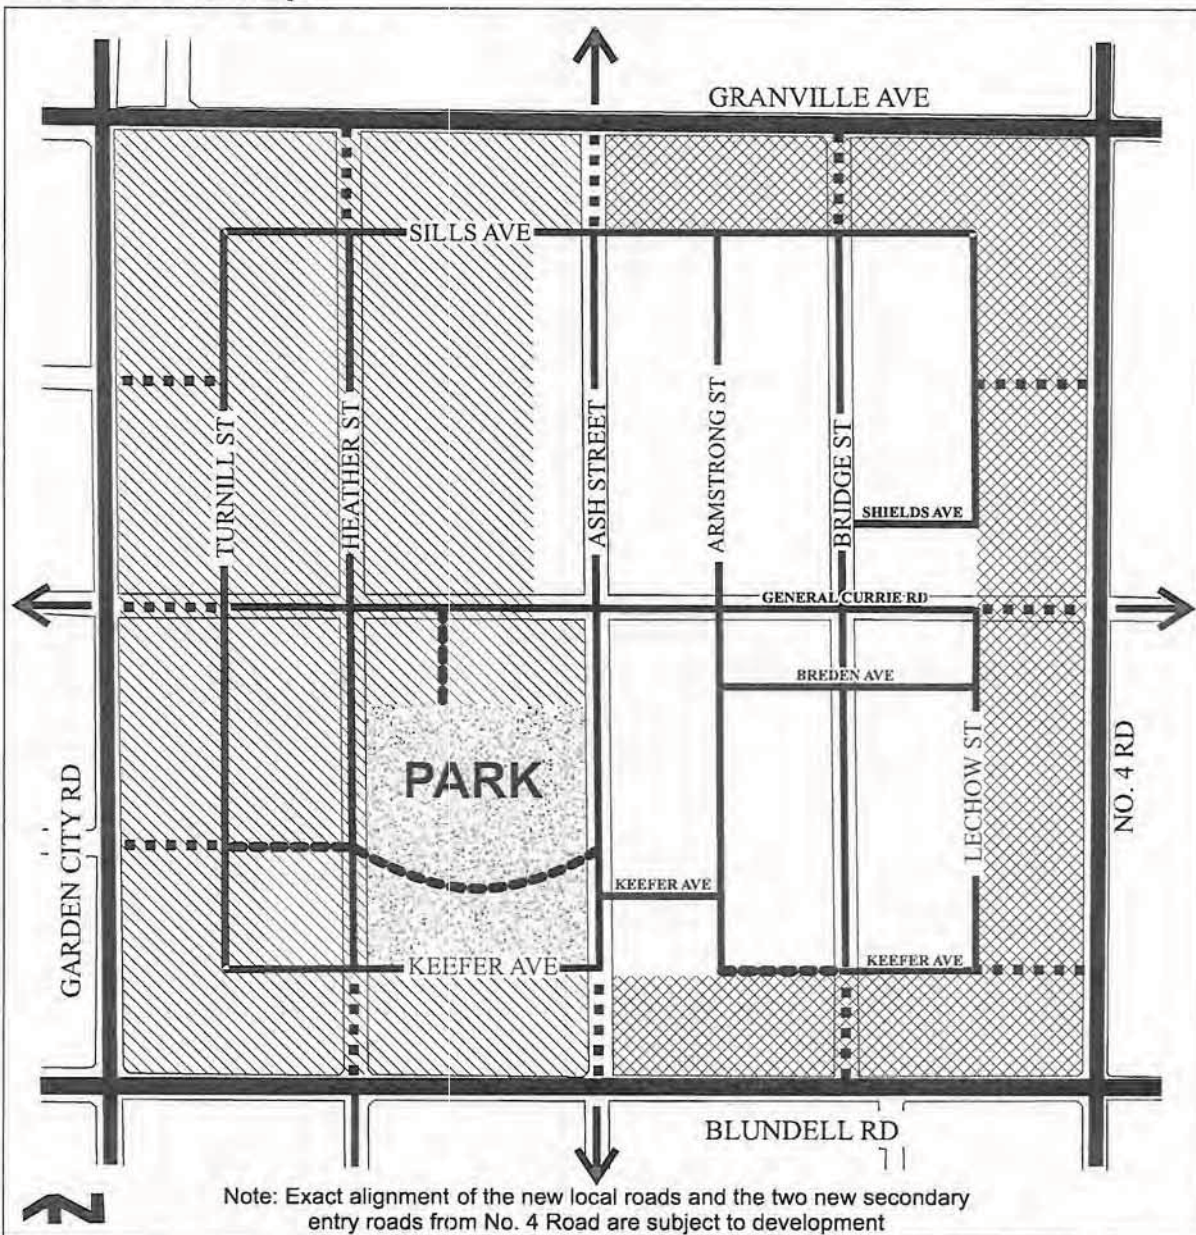 GRANVILLE AVE
SILLS AVE
TURNILL ST
HEATHER ST
ASH STREET
ARMSTRONG ST
BRIDGE ST
SHIELDS AVE
GENERAL CURRIE RD
BREDEN AVE
PARK
LECHOW ST
NO. 4 RD
GARDEN CITY RD
KEEFER AVE
KEEFER AVE
KEEFER AVE
BLUNDELL RD
Note: Exact alignment of the new local roads and the two new secondary
entry roads from No. 4 Road are subject to development